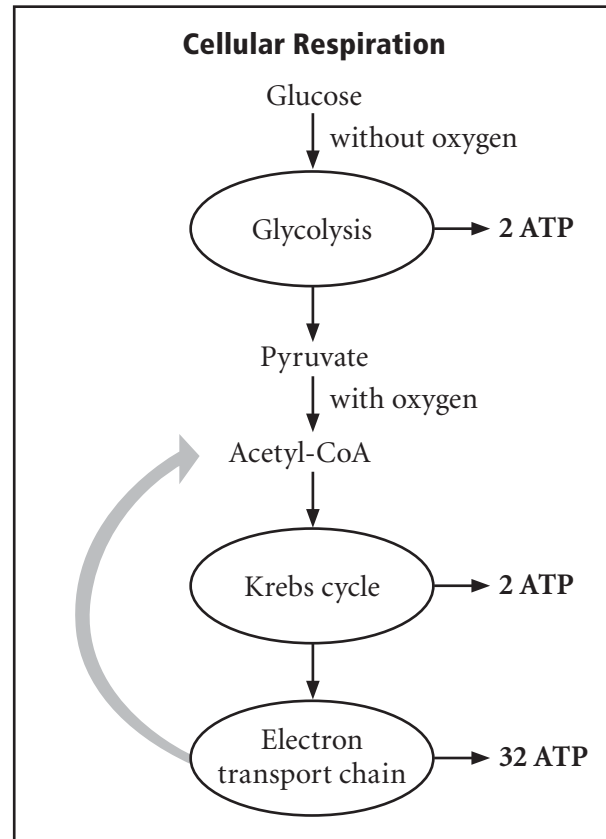 Cellular Respiration
Glucose
without oxygen
Glycolysis
2 ATP
Pyruvate
with oxygen
Acetyl-CoA
Krebs cycle
2 ATP
Electron
transport chain
32 ATP